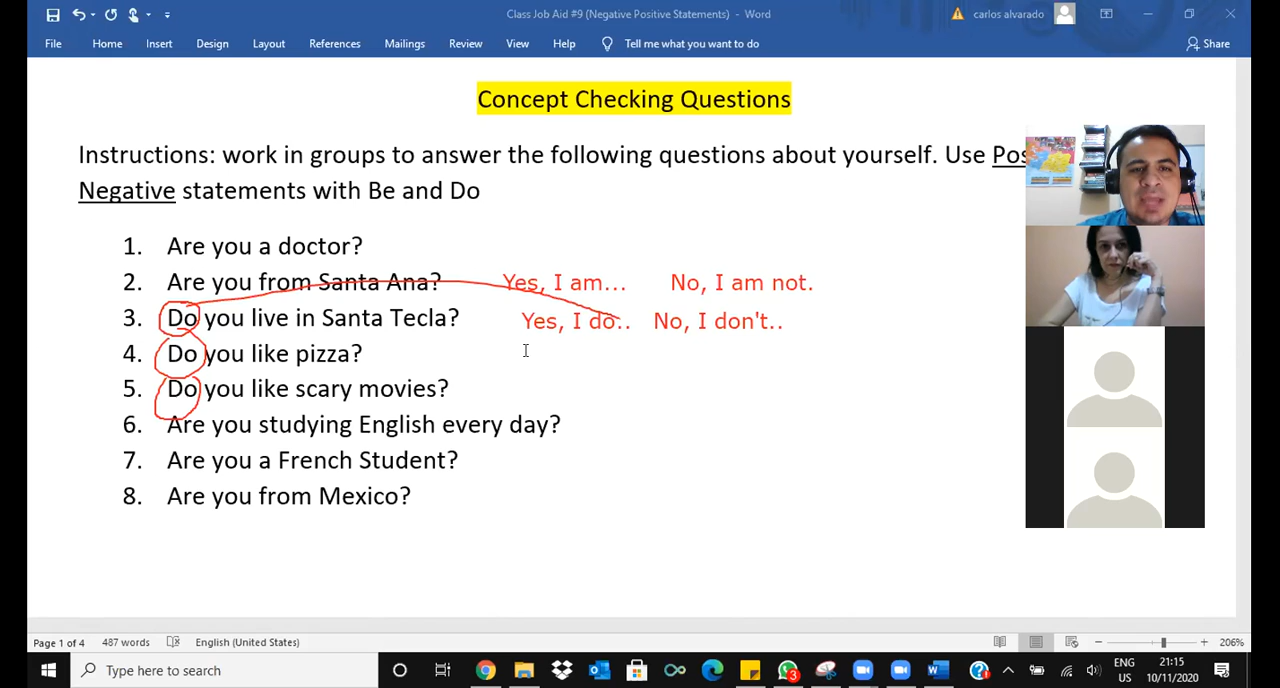 Class Job Aid #9 (Negative Positive Statements) - Word
carlos alvarado
File Home Insert Design Layout References Mailings Review View Help Tell me what you want to do Share
Concept Checking Questions
Instructions: work in groups to answer the following questions about yourself. Use Pos
Negative statements with Be and Do
1. Are you a doctor?
2. Are you from Santa Ana? Yes, I am... No, I am not.
3. Do you live in Santa Tecla? Yes, I do.. No, I don't..
4. Do you like pizza?
5. Do you like scary movies?
6. Are you studying English every day?
7. Are you a French Student?
8. Are you from Mexico?
Page 1 of 4 487 words English (United States) 206%
Type here to search 3 ENG 21:15
US 10/11/2020